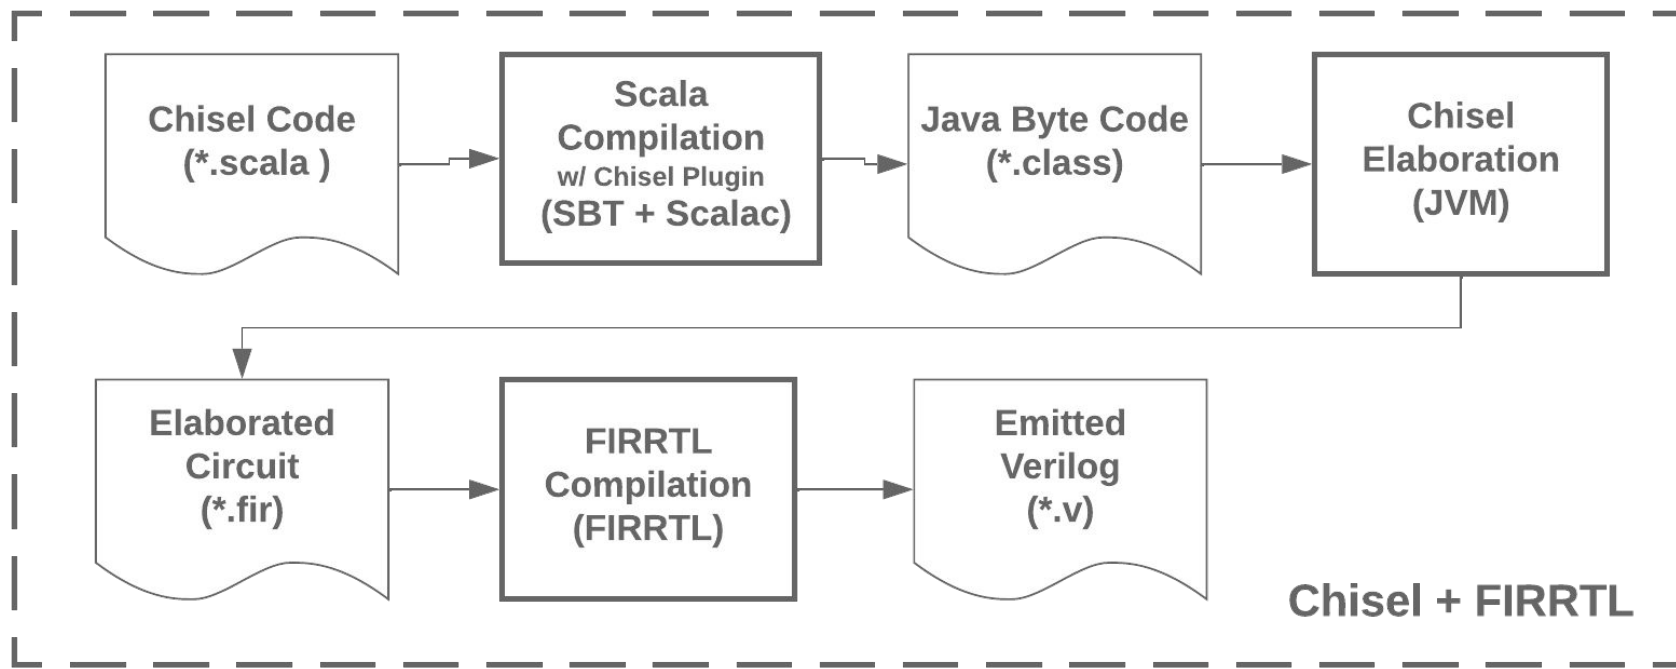 Chisel Code
(*.scala )
Scala
Compilation
w/ Chisel Plugin
(SBT + Scalac)
Java Byte Code
(*.class)
Chisel
Elaboration
(JVM)
Elaborated
Circuit
(*.fir)
FIRRTL
Compilation
(FIRRTL)
Emitted
Verilog
(*.v)
Chisel + FIRRTL